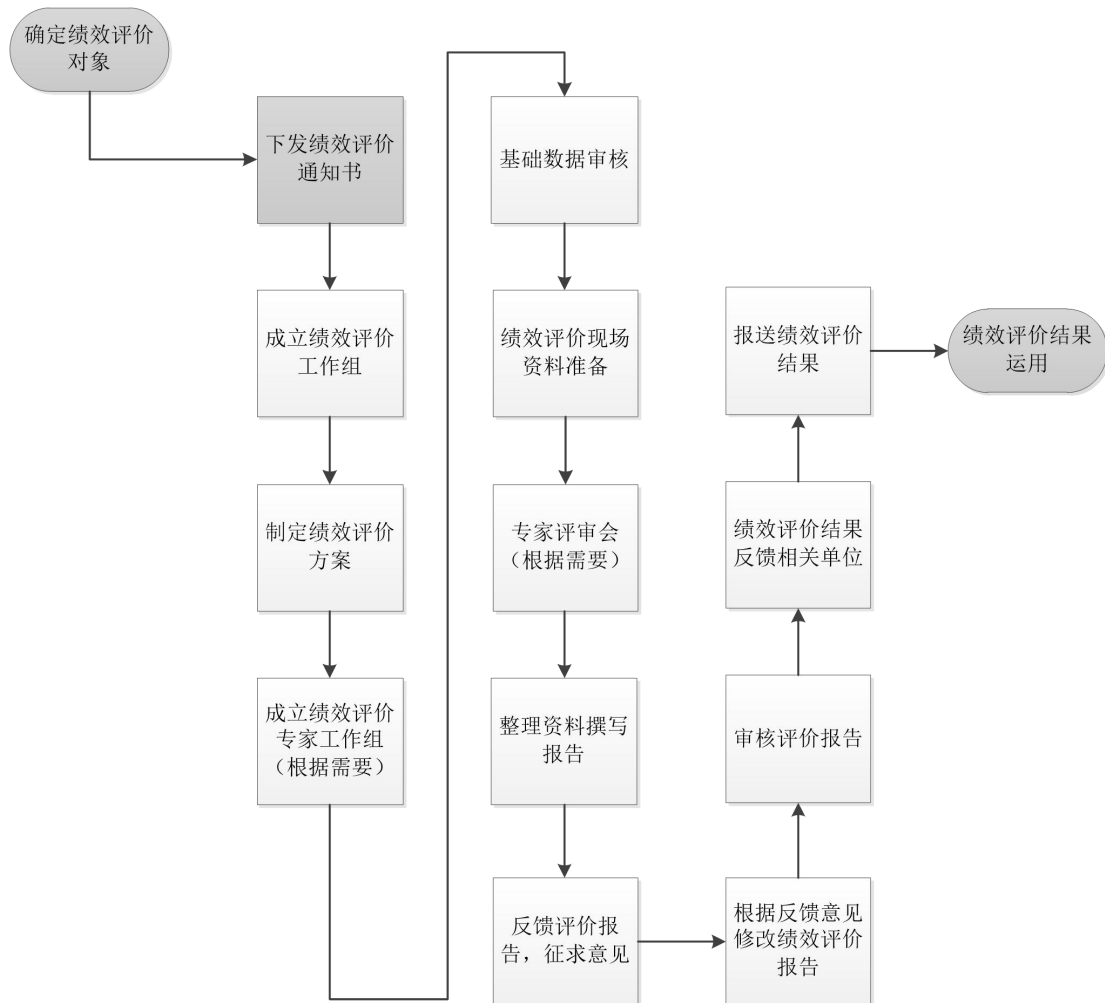 确定绩效评价
对象
下发绩效评价
通知书
成立绩效评价
工作组
制定绩效评价
方案
成立绩效评价
专家工作组
（根据需要）
基础数据审核
绩效评价现场
资料准备
专家评审会
（根据需要）
整理资料撰写
报告
反馈评价报
告，征求意见
根据反馈意见
修改绩效评价
报告
审核评价报告
绩效评价结果
反馈相关单位
报送绩效评价
结果
绩效评价结果
运用